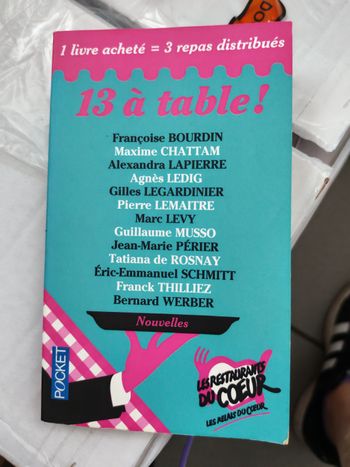 1 livre acheté = 3 repas distribués
13 à table !
Françoise BOURDIN
Maxime CHATTAM
Alexandra LAPIERRE
Agnès LEDIG
Gilles LEGARDINIER
Pierre LEMAITRE
Marc LEVY
Guillaume MUSSO
Jean-Marie PÉRIER
Tatiana de ROSNAY
Éric-Emmanuel SCHMITT
Franck THILLIEZ
Bernard WERBER
Nouvelles
POCKET
LES RESTAURANTS
DU CŒUR
LES RELAIS DU CŒUR